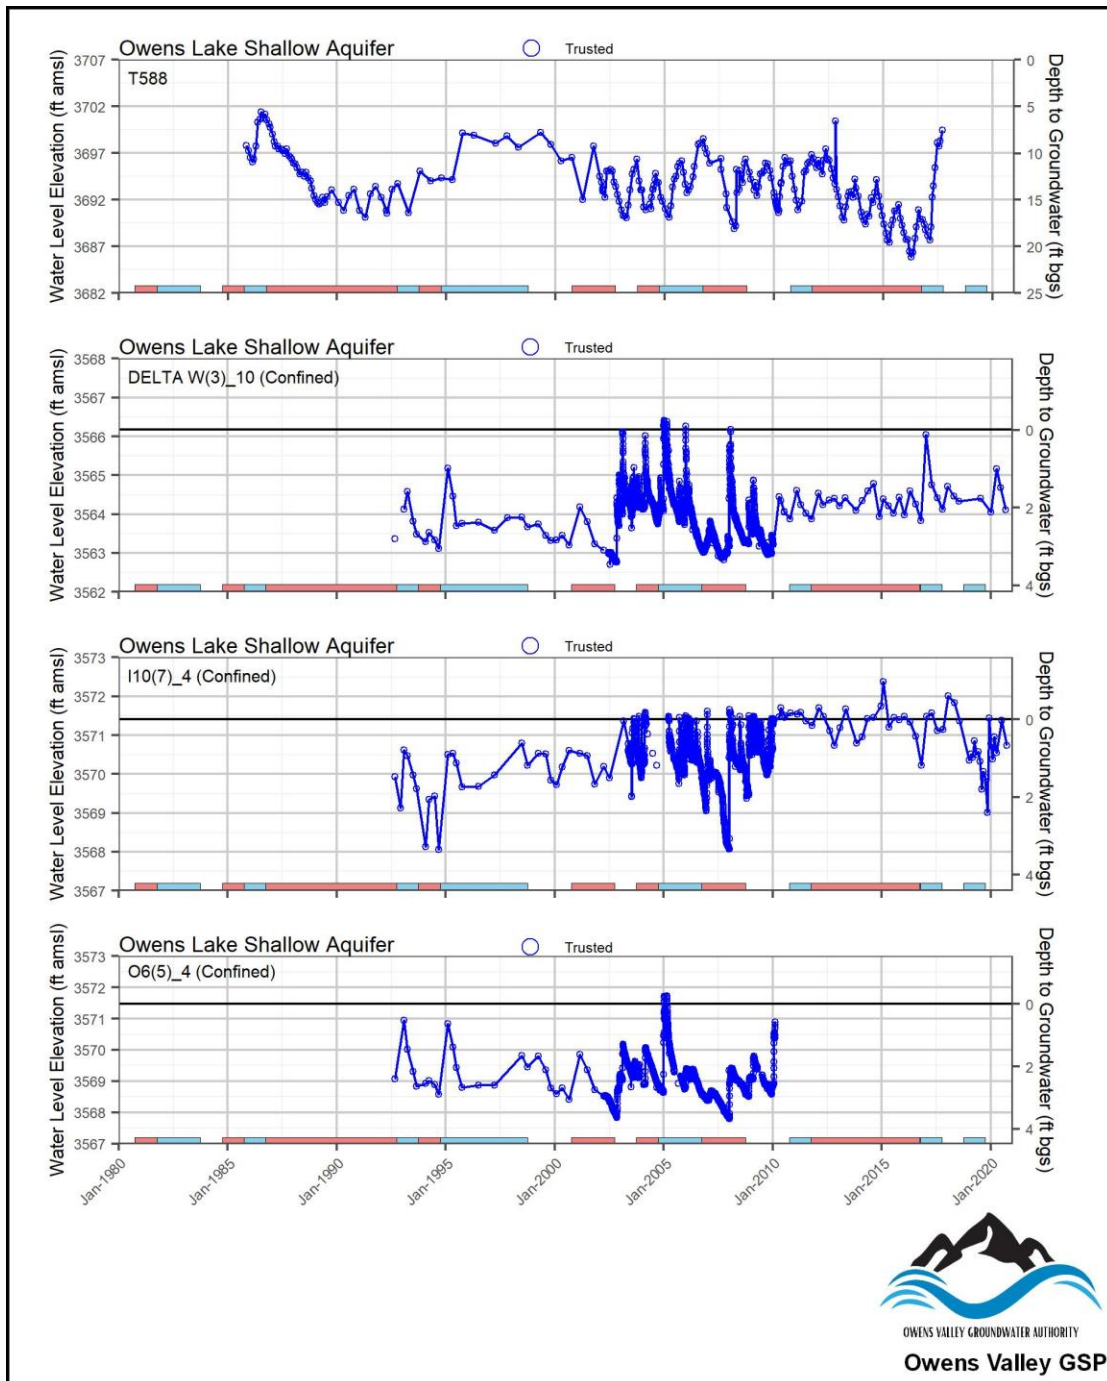 Owens Lake Shallow Aquifer
Trusted
T588
Water Level Elevation (ft amsl)
3707
3702
3697
3692
3687
3682
Depth to Groundwater (ft bgs)
0
5
10
15
20
25
Owens Lake Shallow Aquifer
Trusted
DELTA W(3)_10 (Confined)
Water Level Elevation (ft amsl)
3568
3567
3566
3565
3564
3563
3562
Depth to Groundwater (ft bgs)
0
2
4
Owens Lake Shallow Aquifer
Trusted
I10(7)_4 (Confined)
Water Level Elevation (ft amsl)
3573
3572
3571
3570
3569
3568
3567
Depth to Groundwater (ft bgs)
0
2
4
Owens Lake Shallow Aquifer
Trusted
O6(5)_4 (Confined)
Water Level Elevation (ft amsl)
3573
3572
3571
3570
3569
3568
3567
Depth to Groundwater (ft bgs)
0
2
4
Jan-1980
Jan-1985
Jan-1990
Jan-1995
Jan-2000
Jan-2005
Jan-2010
Jan-2015
Jan-2020
OWENS VALLEY GROUNDWATER AUTHORITY
Owens Valley GSP